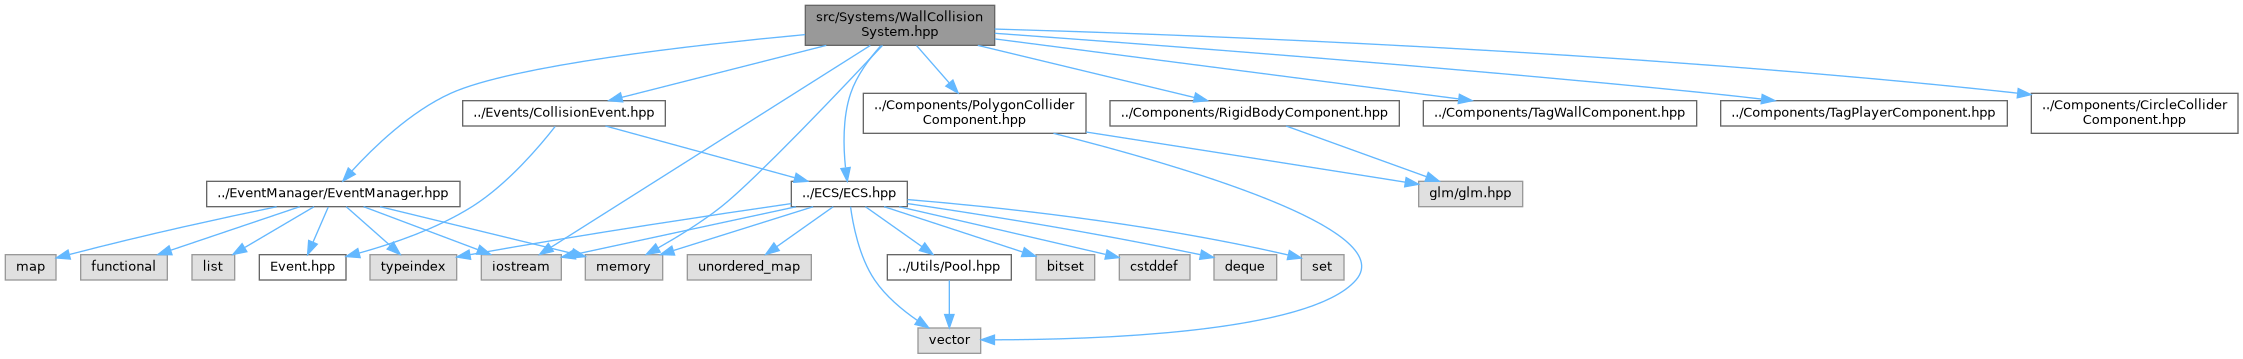 src/Systems/WallCollision
System.hpp
../Events/CollisionEvent.hpp
../Components/PolygonCollider
Component.hpp
../Components/RigidBodyComponent.hpp
../Components/TagWallComponent.hpp
../Components/TagPlayerComponent.hpp
../Components/CircleCollider
Component.hpp
../EventManager/EventManager.hpp
../ECS/ECS.hpp
glm/glm.hpp
map
functional
list
Event.hpp
typeindex
iostream
memory
unordered_map
../Utils/Pool.hpp
bitset
cstddef
deque
set
vector